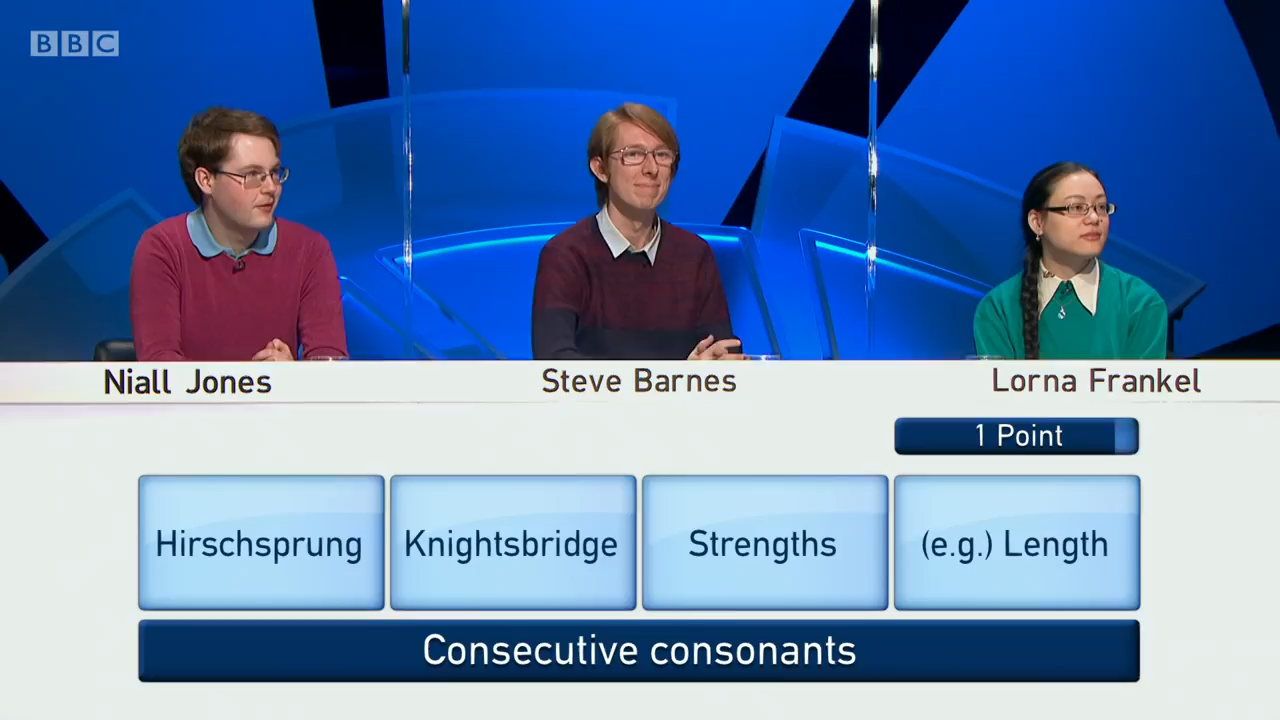 BBC
Niall Jones
Steve Barnes
Lorna Frankel
1 Point
Hirschsprung
Knightsbridge
Strengths
(e.g.) Length
Consecutive consonants